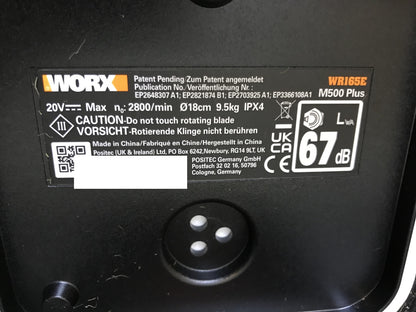 WORX
Patent Pending·Zum Patent angemeldet
Publication No. Veröffentlichung Nr.:
EP2648307 A1; EP2821874 B1; EP2703925 A1; EP3366108A1
WR165E
M500 Plus
20V Max n₀: 2800/min Ø18cm 9.5kg IPX4
CAUTION-Do not touch rotating blade
VORSICHT-Rotierende Klinge nicht berühren
Made in China/Fabriqué en Chine/Hergestellt in China
Positec (UK & Ireland) Ltd. PO Box 6242,Newbury, RG14 9LT, UK
POSITEC Germany GmbH
Postfach 32 02 16, 50796
Cologne, Germany
UK CA
CE
LWA
67
dB